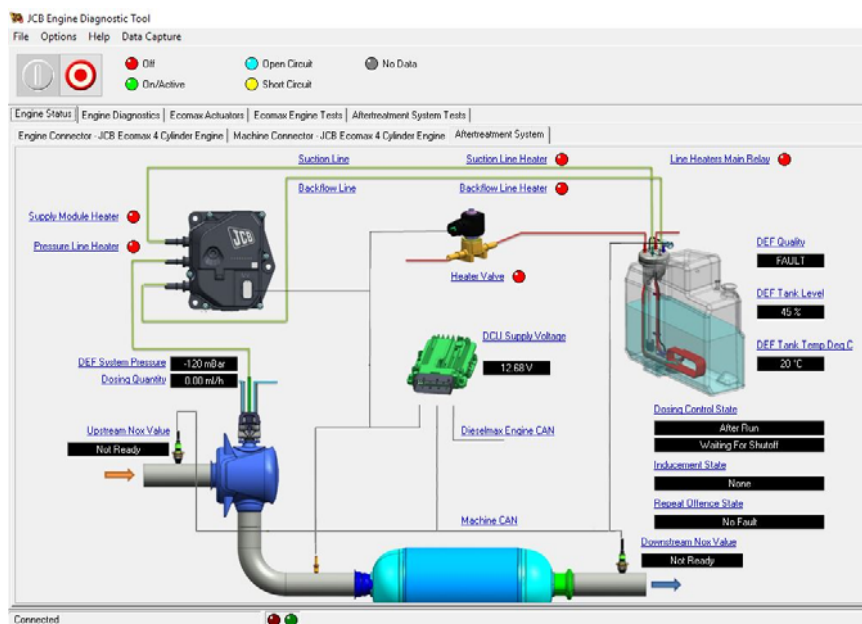 JCB Engine Diagnostic Tool
File Options Help Data Capture
Off Open Circuit No Data
On/Active Short Circuit
Engine Status Engine Diagnostics Ecomax Actuators Ecomax Engine Tests Aftertreatment System Tests
Engine Connector - JCB Ecomax 4 Cylinder Engine Machine Connector - JCB Ecomax 4 Cylinder Engine Aftertreatment System
Suction Line Suction Line Heater Line Heaters Main Relay
Backflow Line Backflow Line Heater
Supply Module Heater
JCB
Pressure Line Heater
DEF Quality
FAULT
Heater Valve
DEF Tank Level
45 %
DCU Supply Voltage
12.68 V
DEF Tank Temp Deg C
20 °C
DEF System Pressure -120 mBar
Dosing Quantity 0.00 ml/h
Dosing Control State
After Run
Waiting For Shutoff
Upstream Nox Value
Not Ready
Dieselmax Engine CAN
Inducement State
None
Repeat Offence State
No Fault
Machine CAN
Downstream Nox Value
Not Ready
Connected